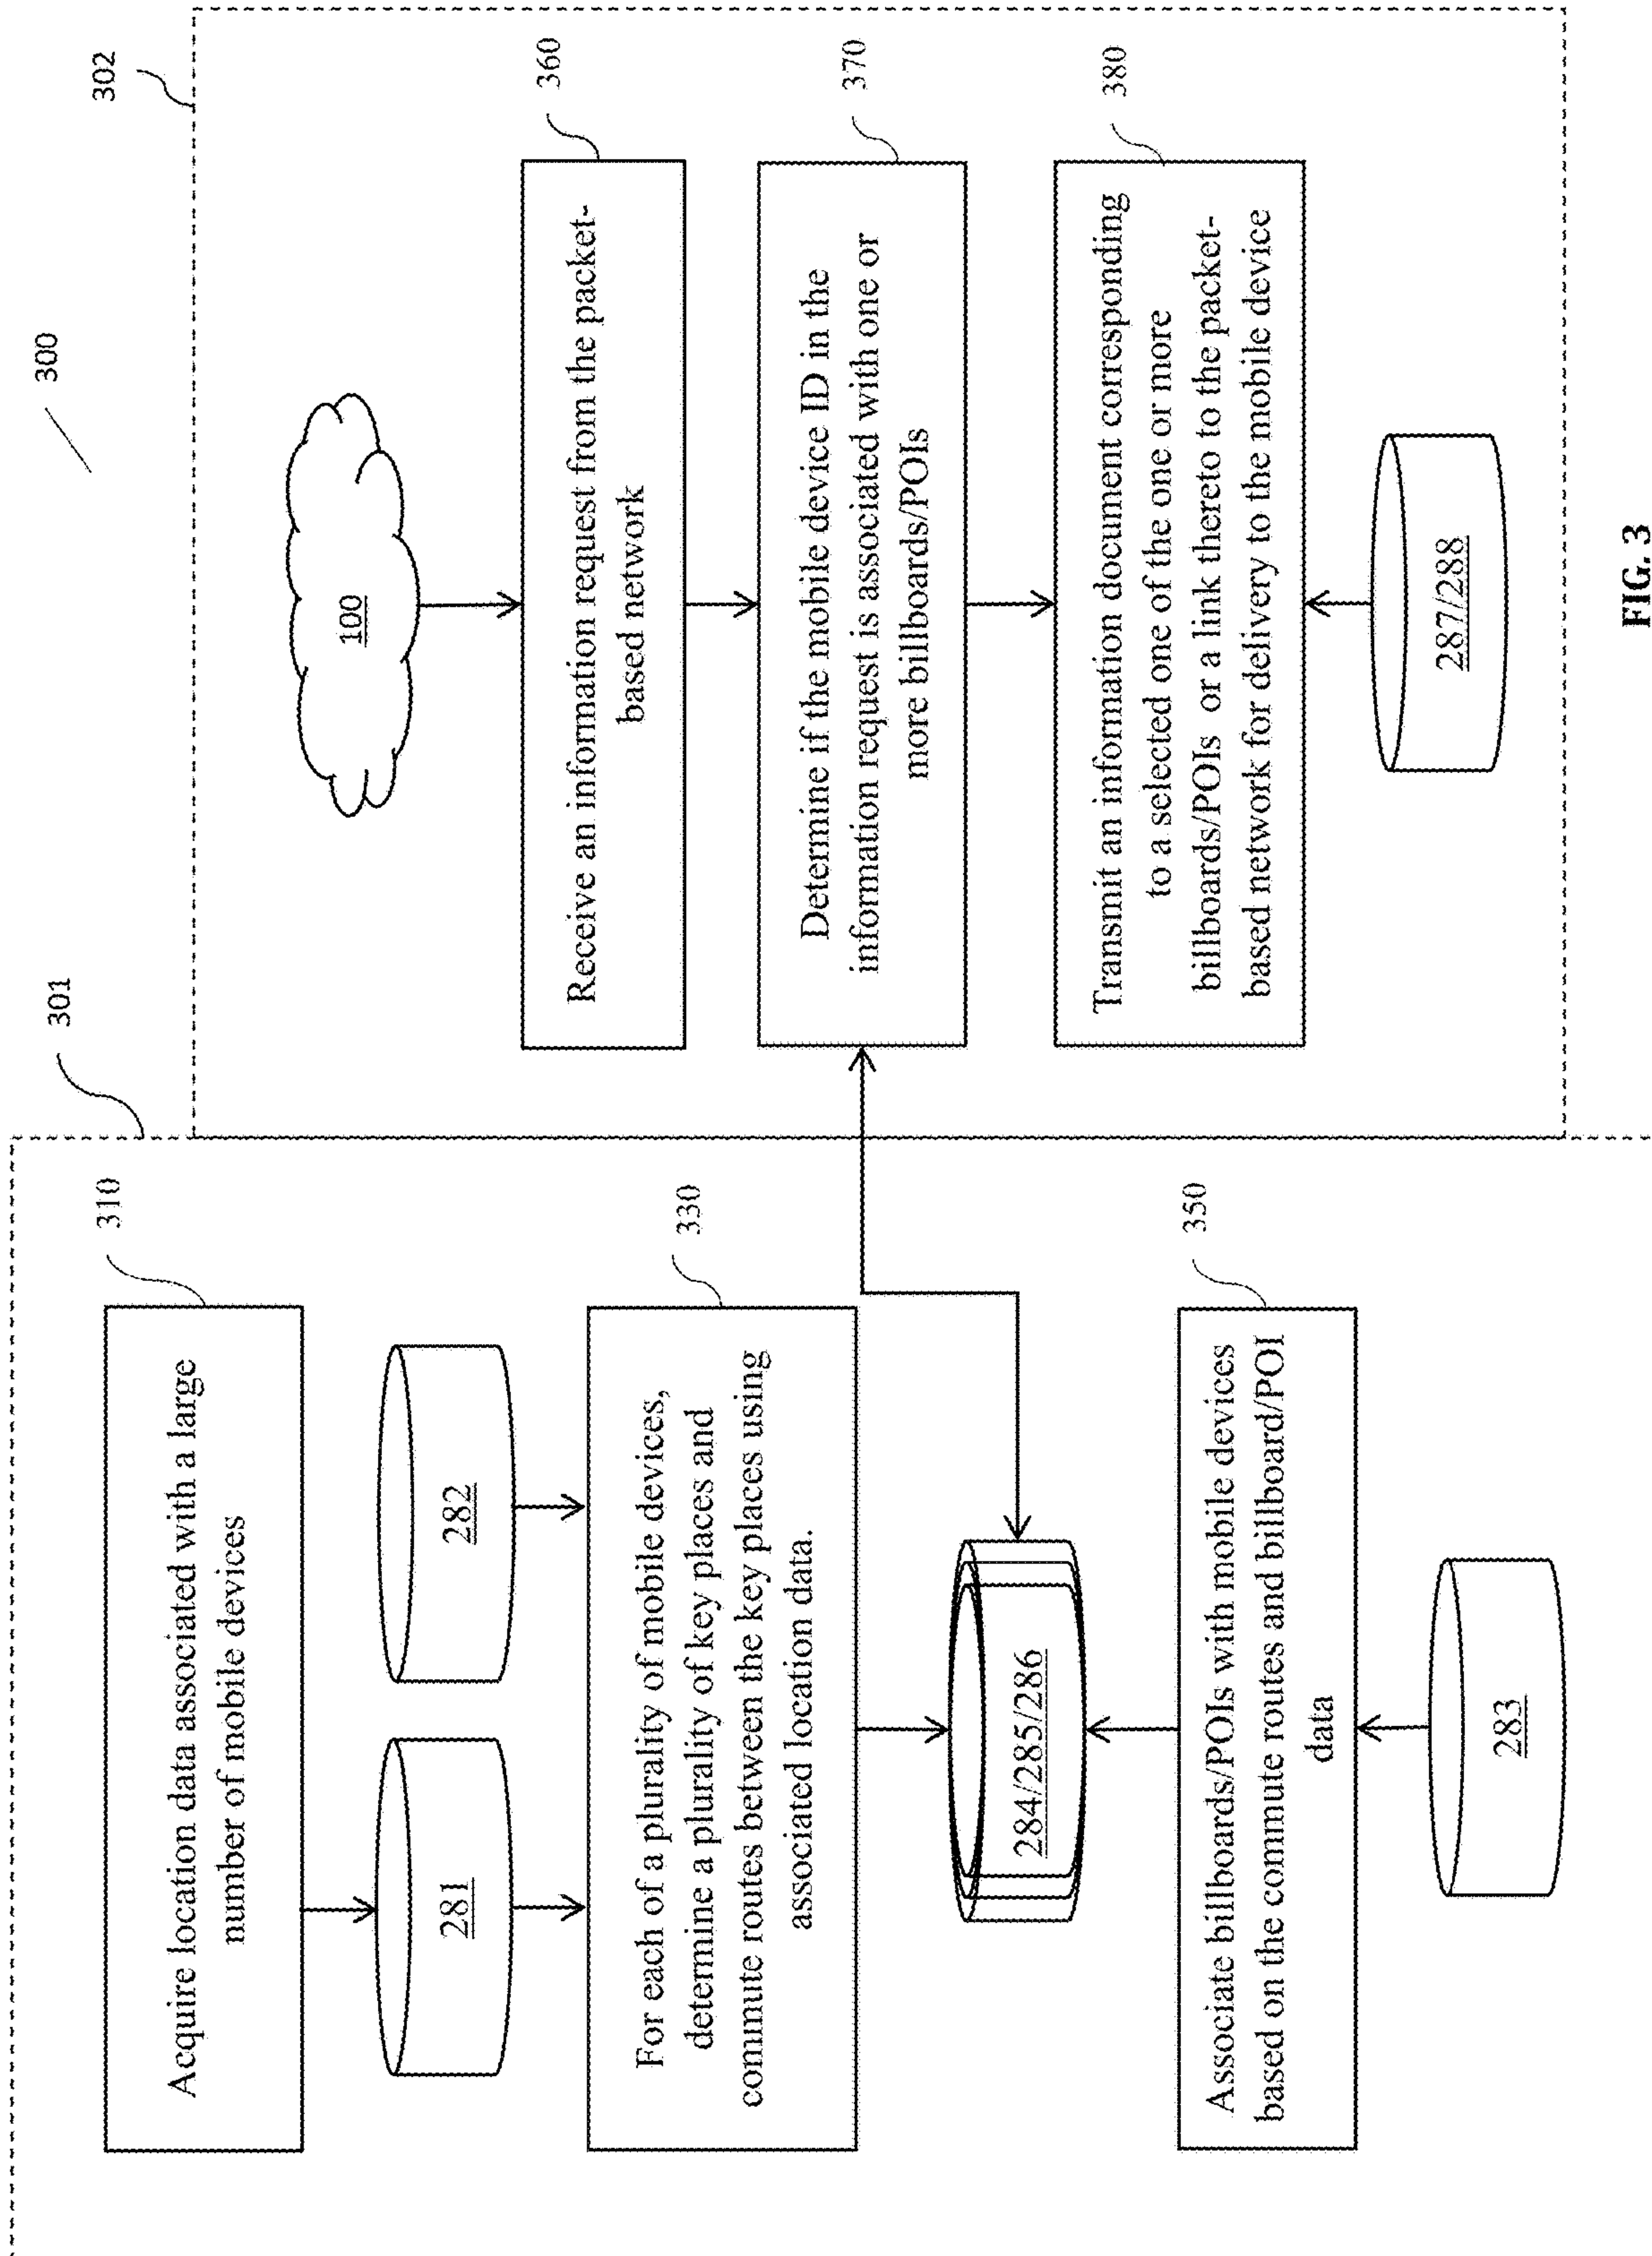 300
301
302
310
Acquire location data associated with a large
number of mobile devices
281
282
330
For each of a plurality of mobile devices,
determine a plurality of key places and
commute routes between the key places using
associated location data.
284/285/286
350
Associate billboards/POIs with mobile devices
based on the commute routes and billboard/POI
data
283
100
360
Receive an information request from the packet-
based network
370
Determine if the mobile device ID in the
information request is associated with one or
more billboards/POIs
380
Transmit an information document corresponding
to a selected one of the one or more
billboards/POIs or a link thereto to the packet-
based network for delivery to the mobile device
287/288
FIG. 3